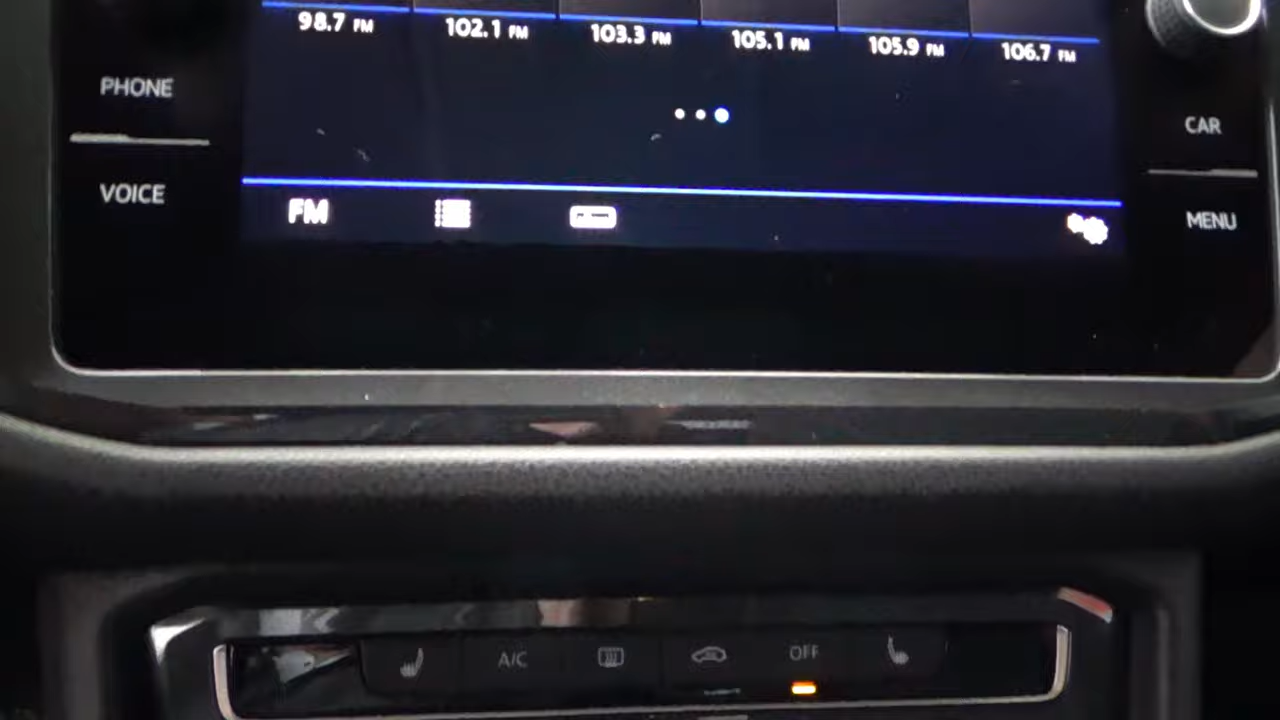 98.7 FM 102.1 FM 103.3 FM 105.1 FM 105.9 FM 106.7 FM
PHONE
CAR
VOICE
MENU
FM
A/C
OFF